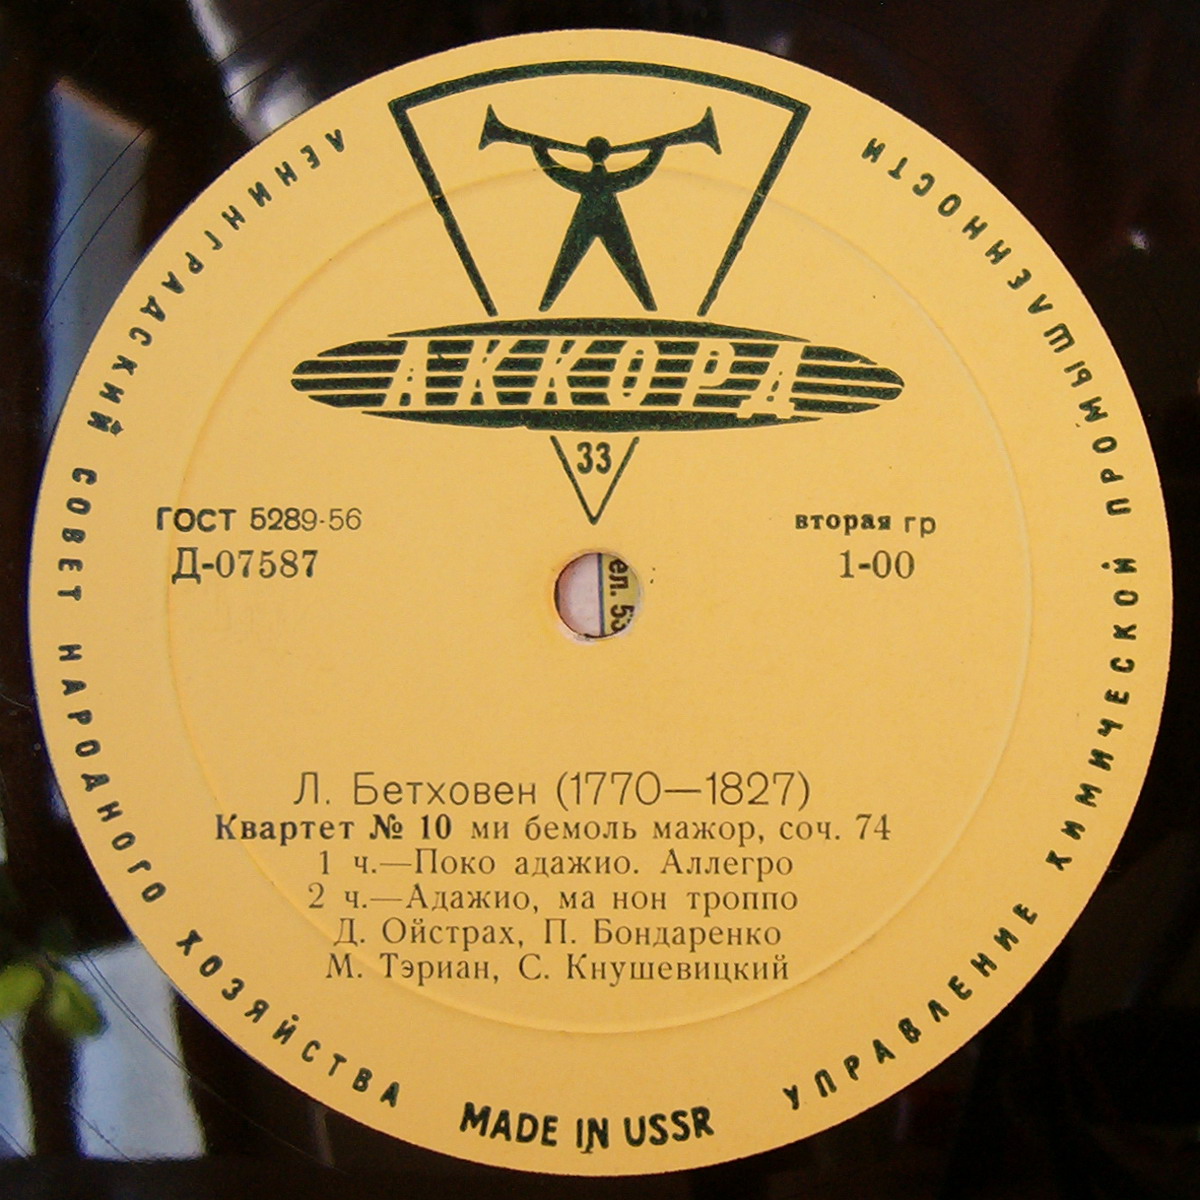 ЛЕНИНГРАДСКИЙ СОВЕТ НАРОДНОГО ХОЗЯЙСТВА
УПРАВЛЕНИЕ ХИМИЧЕСКОЙ ПРОМЫШЛЕННОСТИ
АККОРД
33
ГОСТ 5289-56
вторая гр
Д-07587
1-00
ел. 53
Л. Бетховен (1770—1827)
Квартет № 10 ми бемоль мажор, соч. 74
1 ч.—Поко адажио. Аллегро
2 ч.—Адажио, ма нон троппо
Д. Ойстрах, П. Бондаренко
М. Тэриан, С. Кнушевицкий
MADE IN USSR